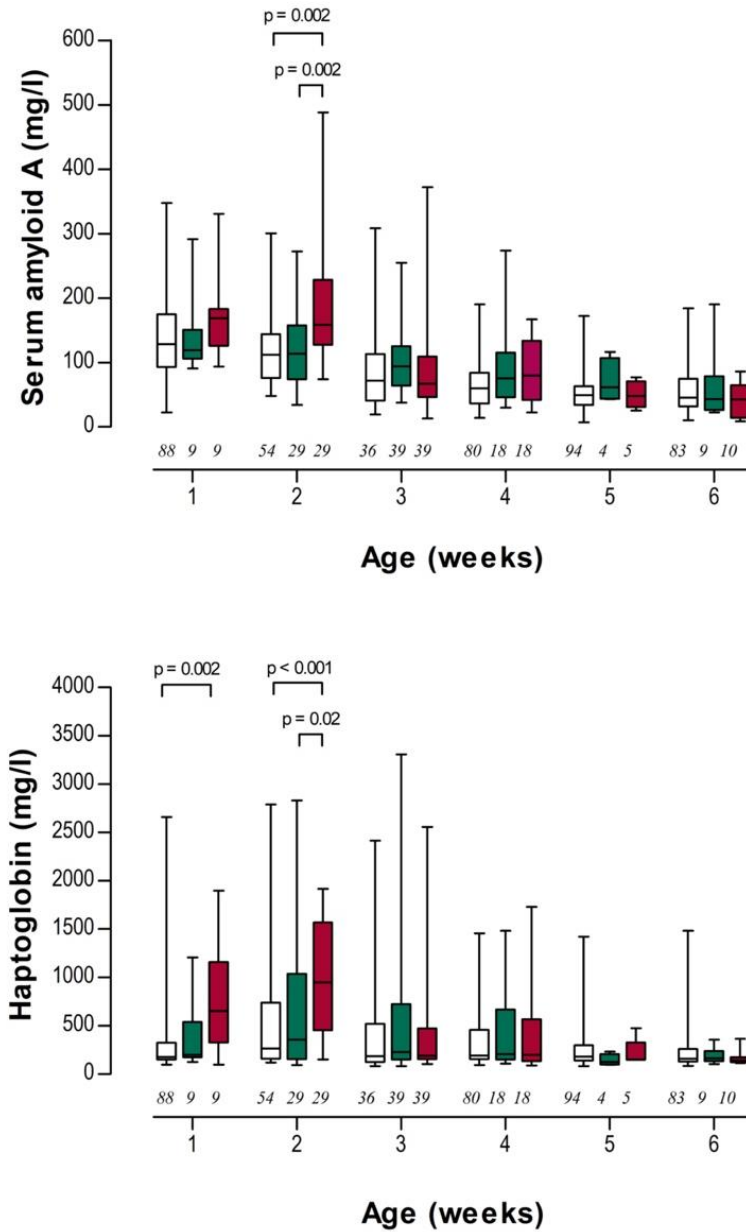 p = 0.002
p = 0.002
Serum amyloid A (mg/l)
600
500
400
300
200
100
0
88 9 9 54 29 29 36 39 39 80 18 18 94 4 5 83 9 10
1 2 3 4 5 6
Age (weeks)
p = 0.002
p < 0.001
p = 0.02
Haptoglobin (mg/l)
4000
3500
3000
2500
2000
1500
1000
500
0
88 9 9 54 29 29 36 39 39 80 18 18 94 4 5 83 9 10
1 2 3 4 5 6
Age (weeks)